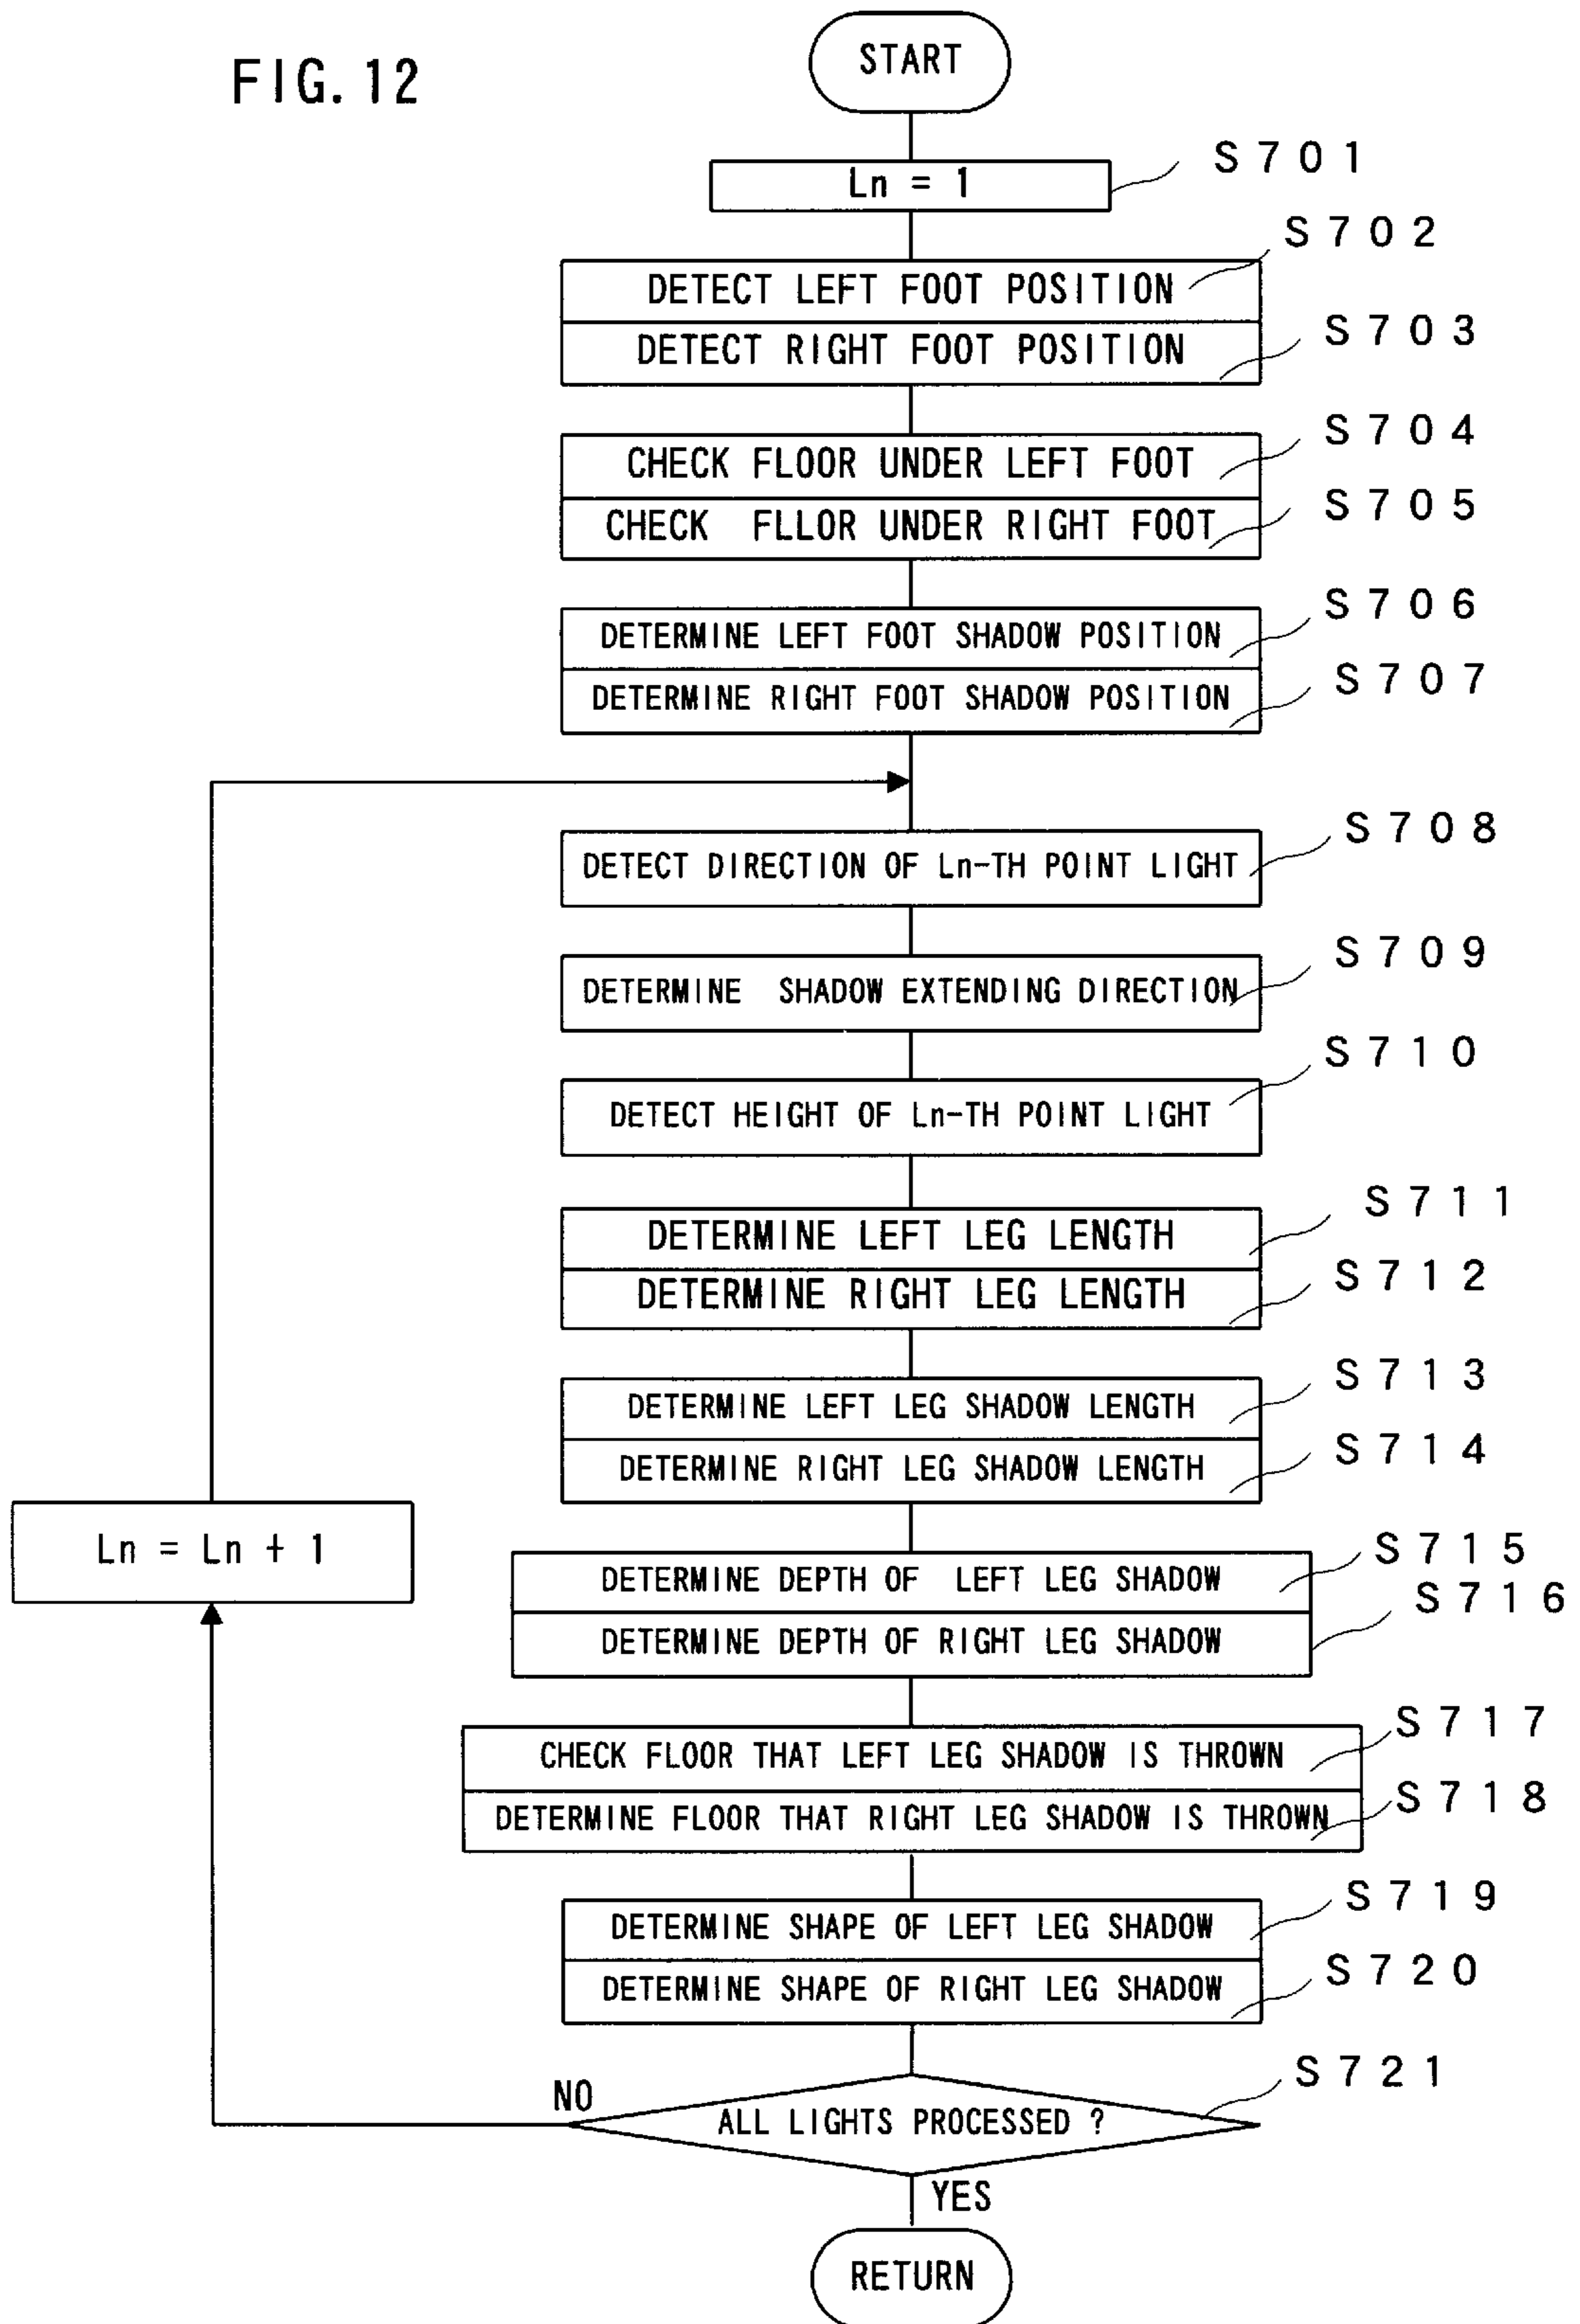 FIG. 12
START
Ln = 1
S701
S702
DETECT LEFT FOOT POSITION
DETECT RIGHT FOOT POSITION
S703
CHECK FLOOR UNDER LEFT FOOT
S704
CHECK FLLOR UNDER RIGHT FOOT
S705
DETERMINE LEFT FOOT SHADOW POSITION
S706
DETERMINE RIGHT FOOT SHADOW POSITION
S707
DETECT DIRECTION OF Ln-TH POINT LIGHT
S708
DETERMINE SHADOW EXTENDING DIRECTION
S709
DETECT HEIGHT OF Ln-TH POINT LIGHT
S710
DETERMINE LEFT LEG LENGTH
S711
DETERMINE RIGHT LEG LENGTH
S712
DETERMINE LEFT LEG SHADOW LENGTH
S713
DETERMINE RIGHT LEG SHADOW LENGTH
S714
Ln = Ln + 1
DETERMINE DEPTH OF LEFT LEG SHADOW
S715
DETERMINE DEPTH OF RIGHT LEG SHADOW
S716
CHECK FLOOR THAT LEFT LEG SHADOW IS THROWN
S717
DETERMINE FLOOR THAT RIGHT LEG SHADOW IS THROWN
S718
DETERMINE SHAPE OF LEFT LEG SHADOW
S719
DETERMINE SHAPE OF RIGHT LEG SHADOW
S720
NO
ALL LIGHTS PROCESSED ?
S721
YES
RETURN